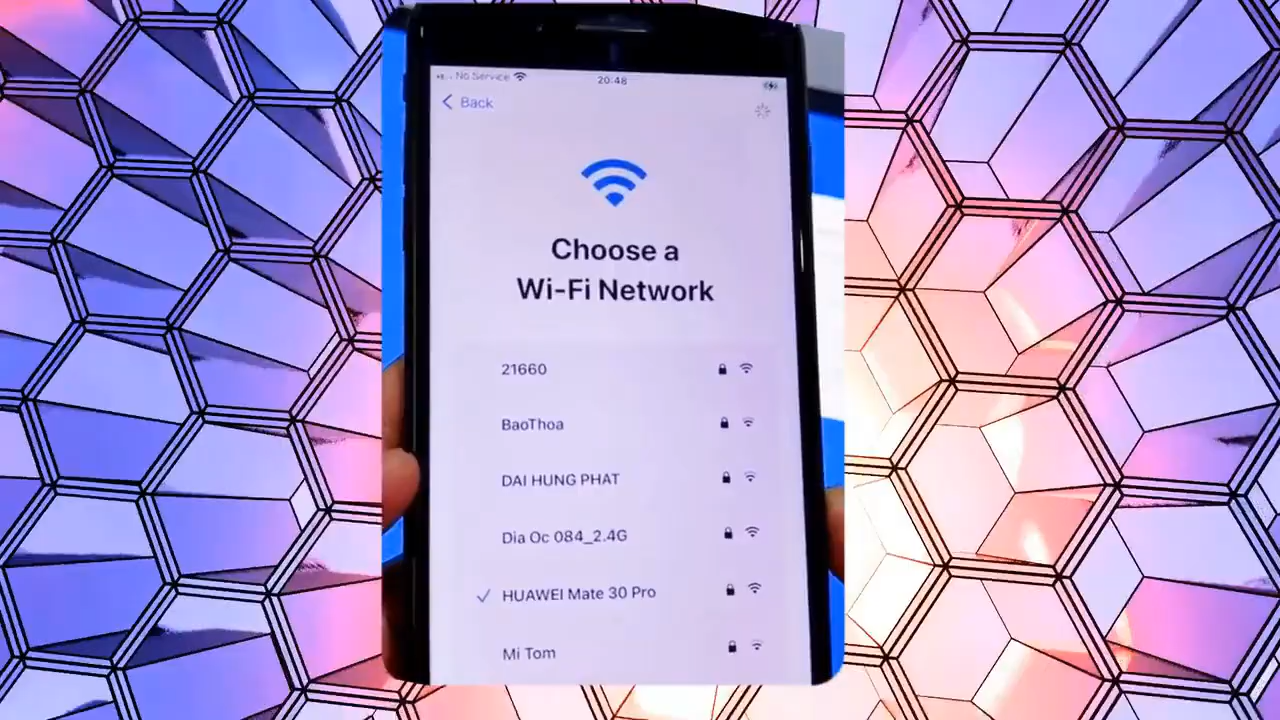 No Service
20:48
Back
Choose a
Wi-Fi Network
21660
BaoThoa
DAI HUNG PHAT
Dia Oc 084_2.4G
HUAWEI Mate 30 Pro
Mi Tom